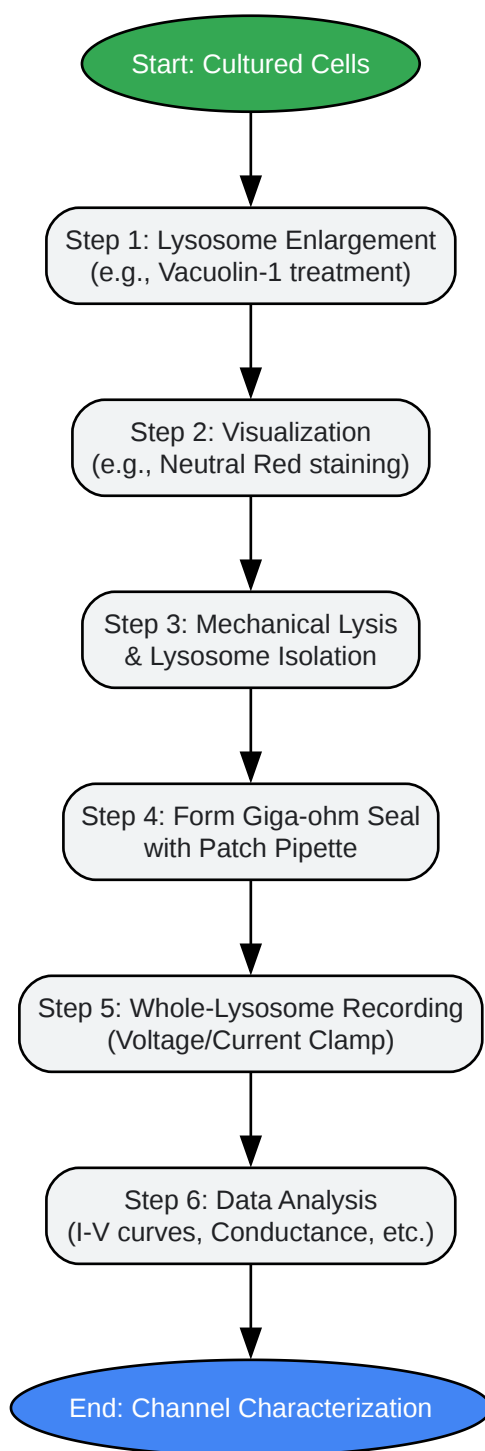 Start: Cultured Cells
Step 1: Lysosome Enlargement
(e.g., Vacuolin-1 treatment)
Step 2: Visualization
(e.g., Neutral Red staining)
Step 3: Mechanical Lysis
& Lysosome Isolation
Step 4: Form Giga-ohm Seal
with Patch Pipette
Step 5: Whole-Lysosome Recording
(Voltage/Current Clamp)
Step 6: Data Analysis
(I-V curves, Conductance, etc.)
End: Channel Characterization